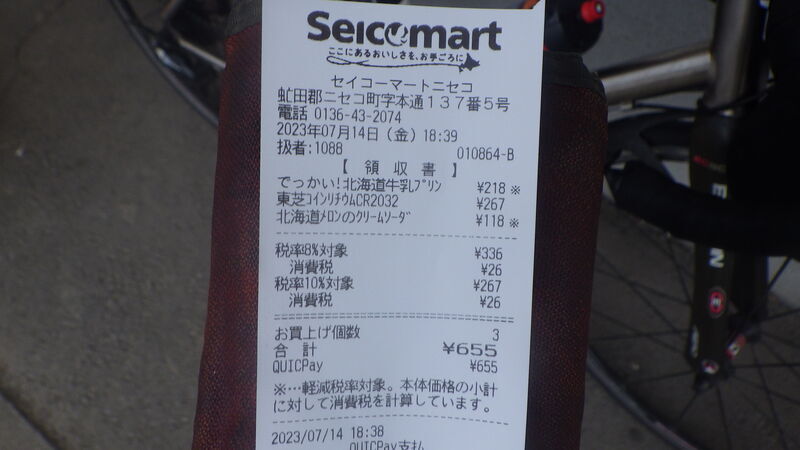 Seicomart
ここにあるおいしさを、お手ごろに
セイコーマートニセコ
虻田郡ニセコ町字本通137番5号
電話 0136-43-2074
2023年07月14日(金) 18:39
扱者:1088 010864-B
【 領 収 書 】
でっかい!北海道牛乳プリン ¥218 ※
東芝コインリチウムCR2032 ¥267
北海道メロンのクリームソーダ ¥118 ※
税率8%対象 ¥336
消費税 ¥26
税率10%対象 ¥267
消費税 ¥26
お買上げ個数 3
合 計 ¥655
QUICPay ¥655
※…軽減税率対象。本体価格の小計
に対して消費税を計算しています。
2023/07/14 18:38
QUICPay支払